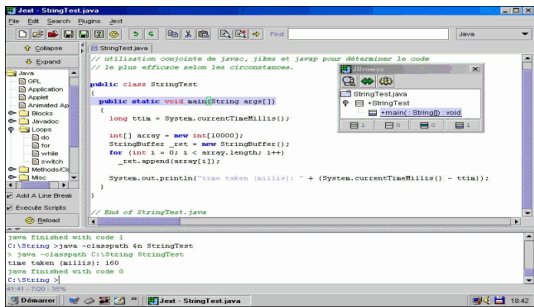 Jext - StringTest.java
File Edit Search Plugins Jext
Find
Java
Collapse
Expand
Java
GPL
Application
Applet
Animated Ap
Blocks
Javadoc
Loops
do
for
while
switch
Methods/Cl
Misc
Add A Line Break
Execute Scripts
Reload
StringTest.java
// utilisation conjointe de javac, jikes et javap pour déterminer le code
// le plus efficace selon les circonstances.
public class StringTest
{
public static void main(String args[])
{
long ttim = System.currentTimeMillis();
int[] array = new int[10000];
StringBuffer _ret = new StringBuffer();
for (int i = 0; i < array.length; i++)
_ret.append(array[i]);
System.out.println("time taken (millis): " + (System.currentTimeMillis() - ttim));
}
}
// End of StringTest.java
JBrowse
StringTest.java
+StringTest
+main( : String[]) : void
1
0
0
1
java finished with code 1
C:\String >java -classpath $n StringTest
> java -classpath C:\String StringTest
time taken (millis): 160
java finished with code 0
C:\String >
41:41 - 7/20 - 35%
Démarrer
Jext - StringTest.java
18:42